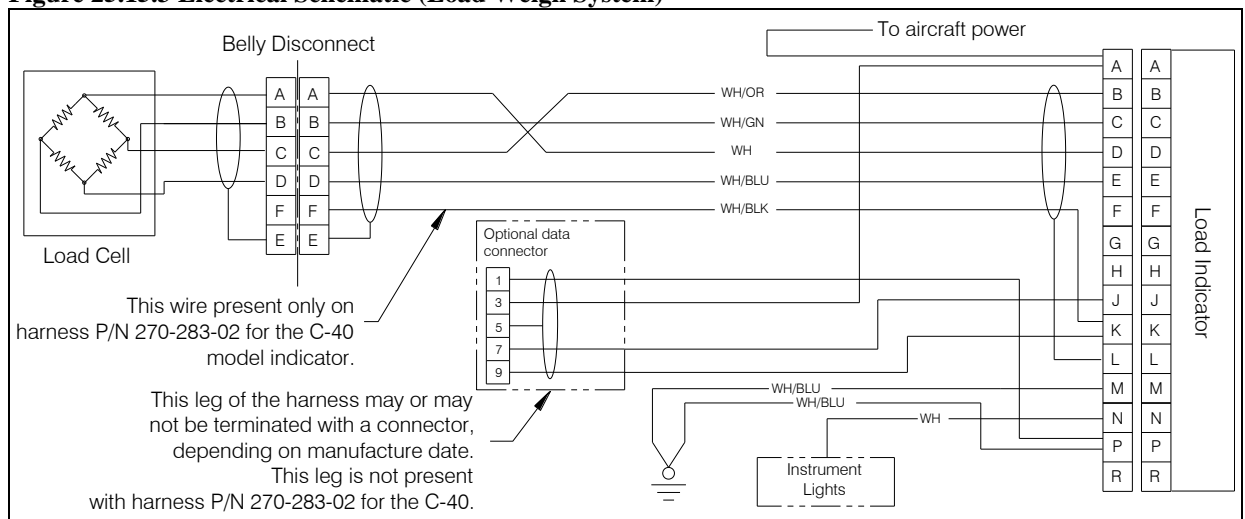 Figure Electrical Schematic (Load Weigh System)
To aircraft power
Belly Disconnect
Load Cell
A A
B B
C C
D D
F F
E E
WH/OR
WH/GN
WH
WH/BLU
WH/BLK
A A
B B
C C
D D
E E
F F
G G
H H
J J
K K
L L
M M
N N
P P
R R
Load Indicator
Optional data
connector
1
3
5
7
9
This wire present only on
harness P/N 270-283-02 for the C-40
model indicator.
This leg of the harness may or may
not be terminated with a connector,
depending on manufacture date.
This leg is not present
with harness P/N 270-283-02 for the C-40.
WH/BLU
WH/BLU
WH
Instrument
Lights